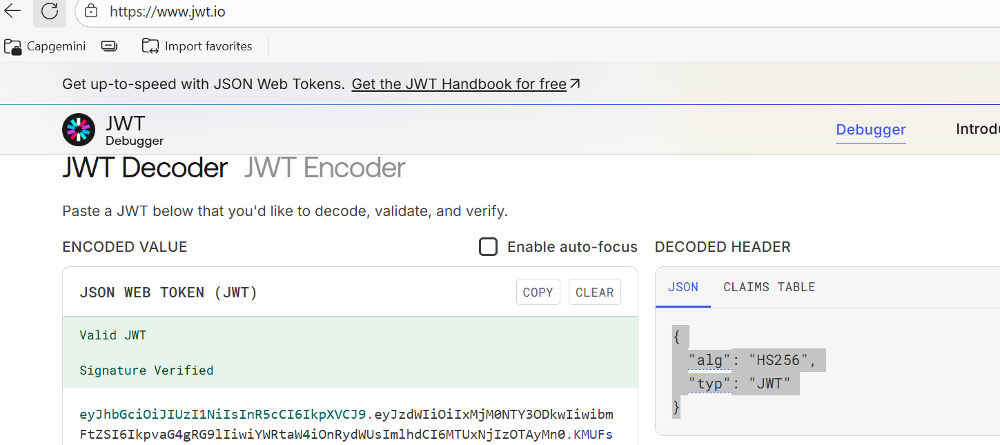 https://www.jwt.io
Capgemini Import favorites
Get up-to-speed with JSON Web Tokens. Get the JWT Handbook for free
JWT
Debugger
Debugger Introdu
JWT Decoder JWT Encoder
Paste a JWT below that you'd like to decode, validate, and verify.
ENCODED VALUE
Enable auto-focus
JSON WEB TOKEN (JWT)
COPY CLEAR
Valid JWT
Signature Verified
eyJhbGciOiJIUzI1NiIsInR5cCI6IkpXVCJ9.eyJzdWIiOiIxMjM0NTY3ODkwIiwibm
FtZSI6IkpvaG4gRG9lIiwiYWRtaW4iOnRydWUsImlhdCI6MTUxNjIzOTAyMn0.KMUFs
DECODED HEADER
JSON CLAIMS TABLE
{
"alg": "HS256",
"typ": "JWT"
}